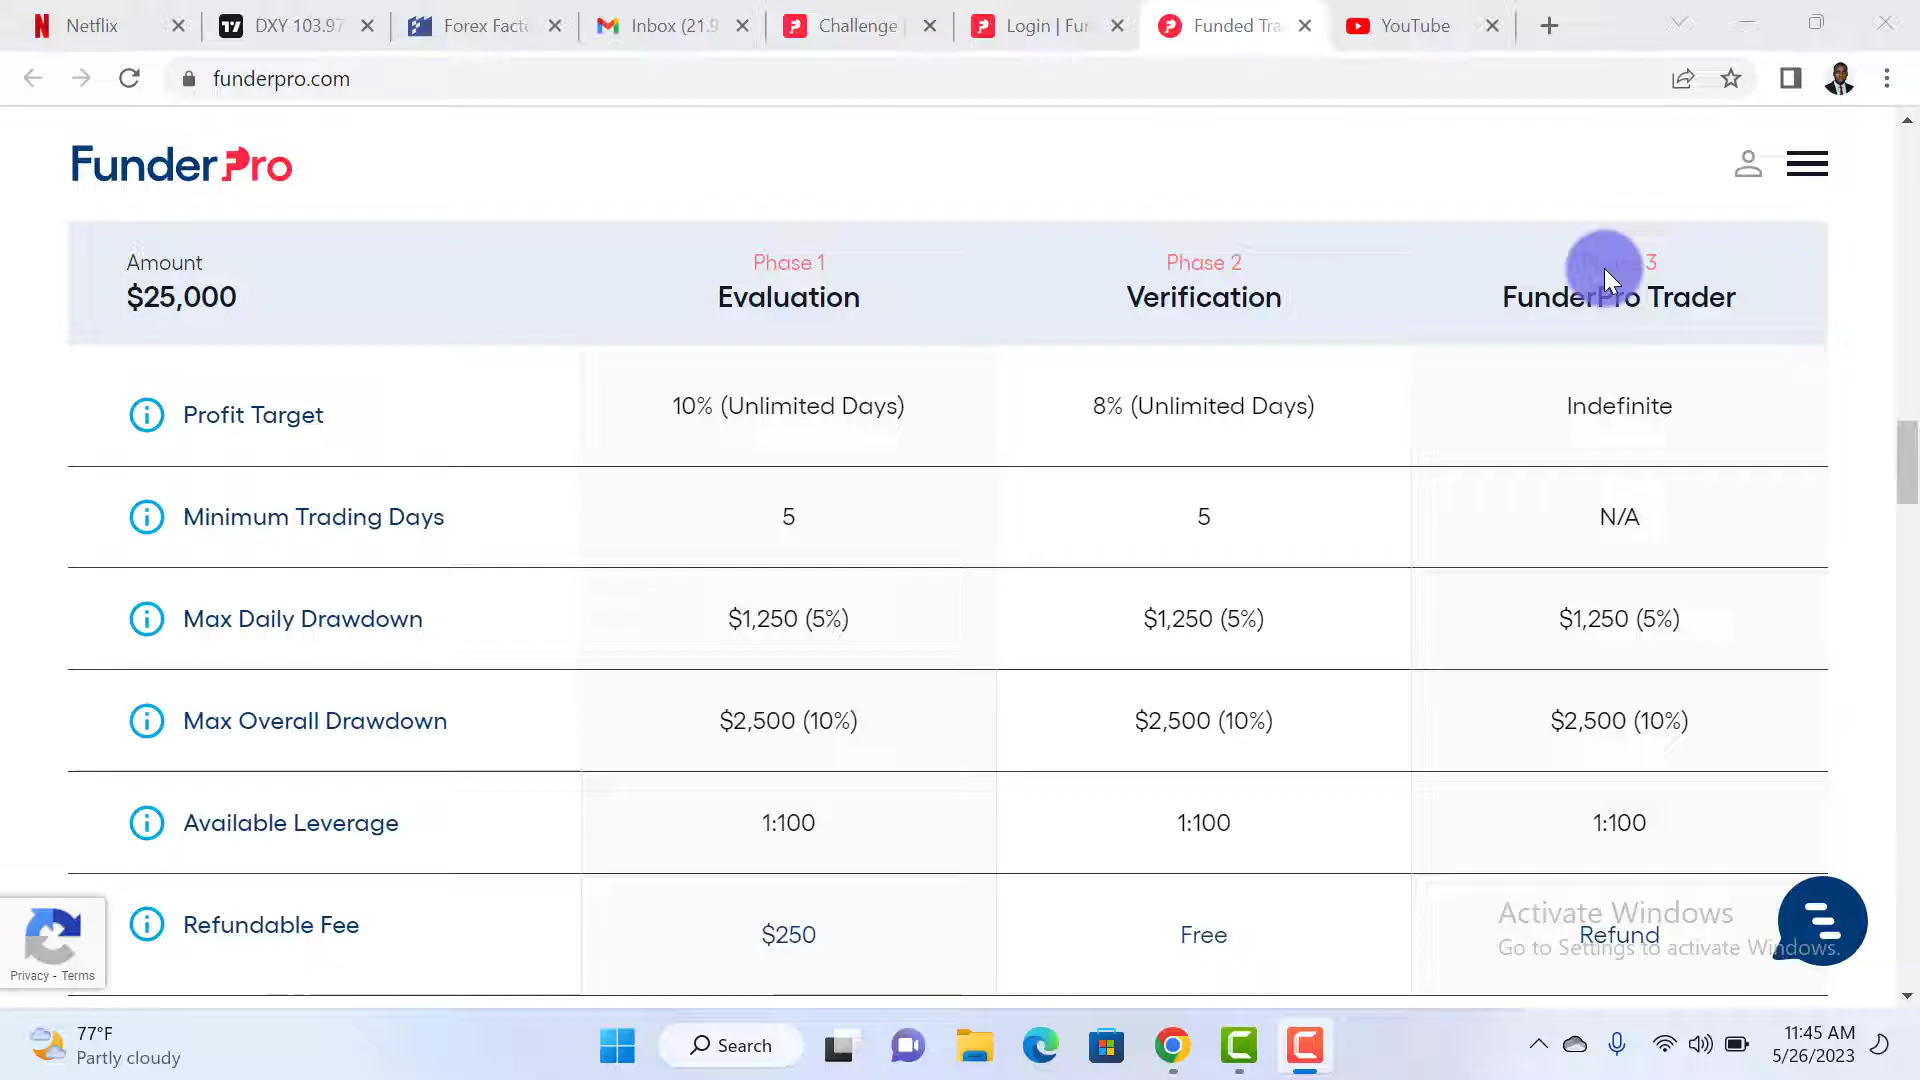 Netflix
DXY 103.97
Forex Facto
Inbox (21.9
Challenge |
Login | Fun
Funded Tra
YouTube
funderpro.com
FunderPro
Amount
$25,000
Phase 1
Evaluation
Phase 2
Verification
3
FunderPro Trader
Profit Target
10% (Unlimited Days)
8% (Unlimited Days)
Indefinite
Minimum Trading Days
5
5
N/A
Max Daily Drawdown
$1,250 (5%)
$1,250 (5%)
$1,250 (5%)
Max Overall Drawdown
$2,500 (10%)
$2,500 (10%)
$2,500 (10%)
Available Leverage
1:100
1:100
1:100
Refundable Fee
$250
Free
Refund
Activate Windows
Go to Settings to activate Windows.
Privacy - Terms
77°F
Partly cloudy
Search
11:45 AM
5/26/2023